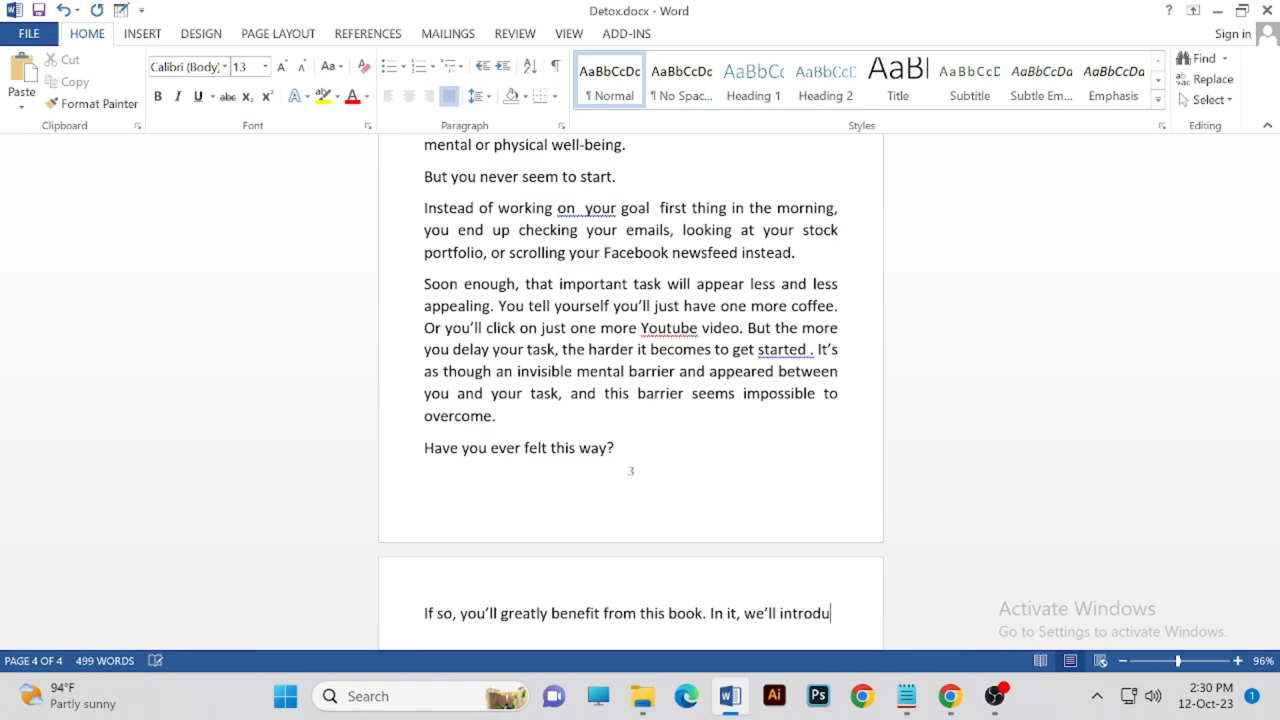 Detox.docx - Word
?
FILE HOME INSERT DESIGN PAGE LAYOUT REFERENCES MAILINGS REVIEW VIEW ADD-INS Sign in
Paste
Cut
Copy
Format Painter
Clipboard
Calibri (Body) 13
Font
Paragraph
AaBbCcDc AaBbCcDc AaBbCc AaBbCcC AaBl AaBbCcD AaBbCcDa AaBbCcDa
¶ Normal ¶ No Spac... Heading 1 Heading 2 Title Subtitle Subtle Em... Emphasis
Styles
Find
Replace
Select
Editing
mental or physical well-being.
But you never seem to start.
Instead of working on your goal first thing in the morning,
you end up checking your emails, looking at your stock
portfolio, or scrolling your Facebook newsfeed instead.
Soon enough, that important task will appear less and less
appealing. You tell yourself you’ll just have one more coffee.
Or you’ll click on just one more Youtube video. But the more
you delay your task, the harder it becomes to get started . It’s
as though an invisible mental barrier and appeared between
you and your task, and this barrier seems impossible to
overcome.
Have you ever felt this way?
3
If so, you’ll greatly benefit from this book. In it, we’ll introdu
Activate Windows
Go to Settings to activate Windows.
PAGE 4 OF 4 499 WORDS 96%
94°F
Partly sunny
Search
2:30 PM
12-Oct-23